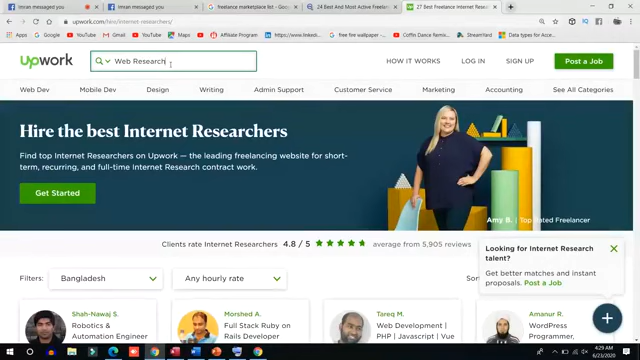 Imran messaged you
Imran messaged you
freelance marketplace list - Go
24 Best And Most Active Freelan
27 Best Freelance Internet Resea
upwork.com/hire/internet-researchers/
Apps
Google
YouTube
Maps
Affiliate Program
Gmail
free fire wallpaper -
Coffin Dance Remix
StreamYard
Data types for Acce
upwork
Web Research
HOW IT WORKS
LOG IN
SIGN UP
Post a Job
Web Dev
Mobile Dev
Design
Writing
Admin Support
Customer Service
Marketing
Accounting
See All Categories
Hire the best Internet Researchers
Find top Internet Researchers on Upwork — the leading freelancing website for short-
term, recurring, and full-time Internet Research contract work.
Get Started
Amy B. | Top Rated Freelancer
Clients rate Internet Researchers
4.8 / 5
average from 5,905 reviews
Looking for Internet Research
talent?
Get better matches and instant
proposals. Post a Job
Filters:
Bangladesh
Any hourly rate
Shah-Nawaj S.
Robotics &
Automation Engineer
Morshed A.
Full Stack Ruby on
Rails Developer
Tareq M.
Web Development |
PHP | Javascript |
Amanur R.
WordPress
Programmer,
4:29 AM
6/23/2020